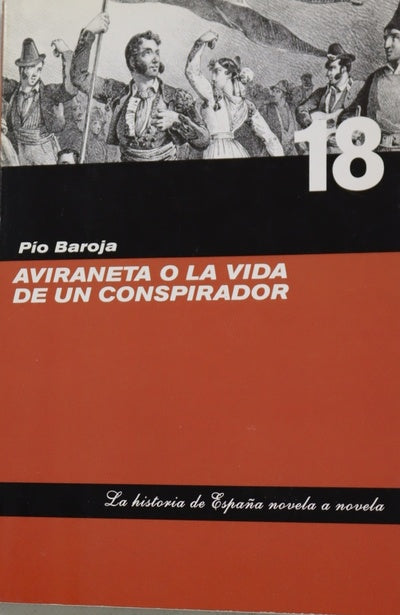 18
Pío Baroja
AVIRANETA O LA VIDA
DE UN CONSPIRADOR
La historia de España novela a novela